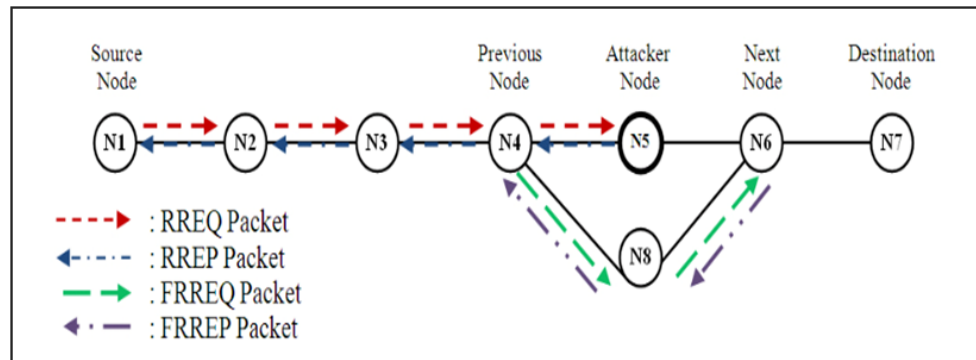 Source Node
Previous Node
Attacker Node
Next Node
Destination Node
N1
N2
N3
N4
N5
N6
N7
N8
: RREQ Packet
: RREP Packet
: FRREQ Packet
: FRREP Packet